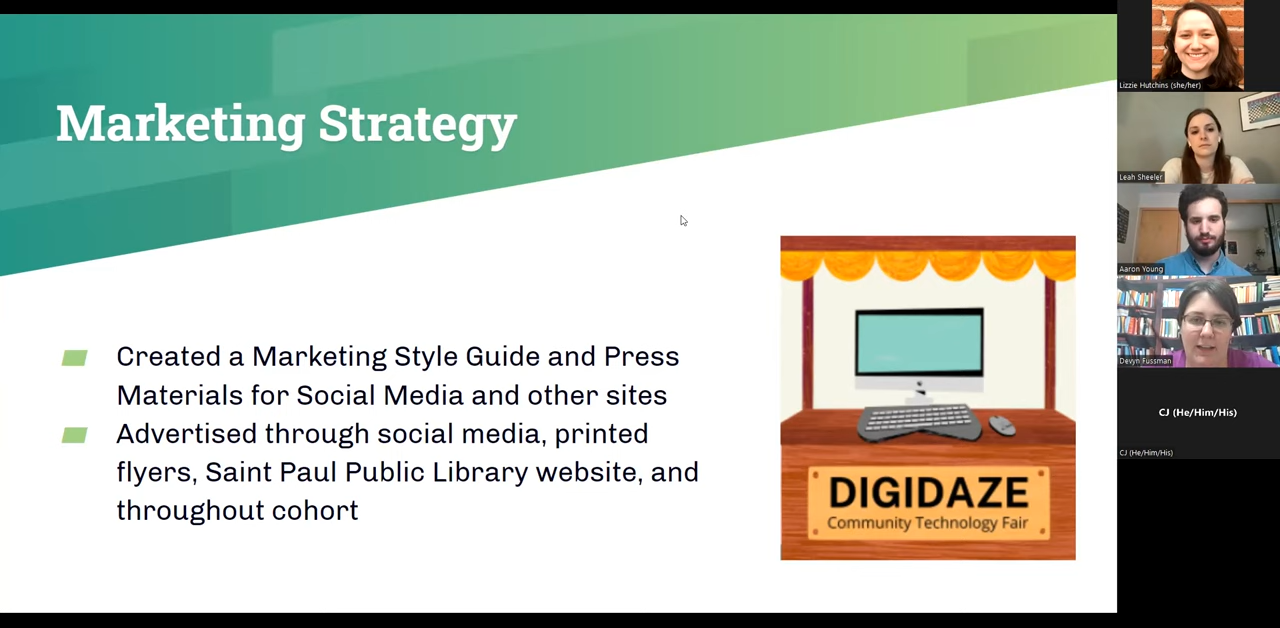 Marketing Strategy
Created a Marketing Style Guide and Press
Materials for Social Media and other sites
Advertised through social media, printed
flyers, Saint Paul Public Library website, and
throughout cohort
DIGIDAZE
Community Technology Fair
Lizzie Hutchins (she/her)
Leah Sheeler
Aaron Young
Devyn Fussman
CJ (He/Him/His)
CJ (He/Him/His)